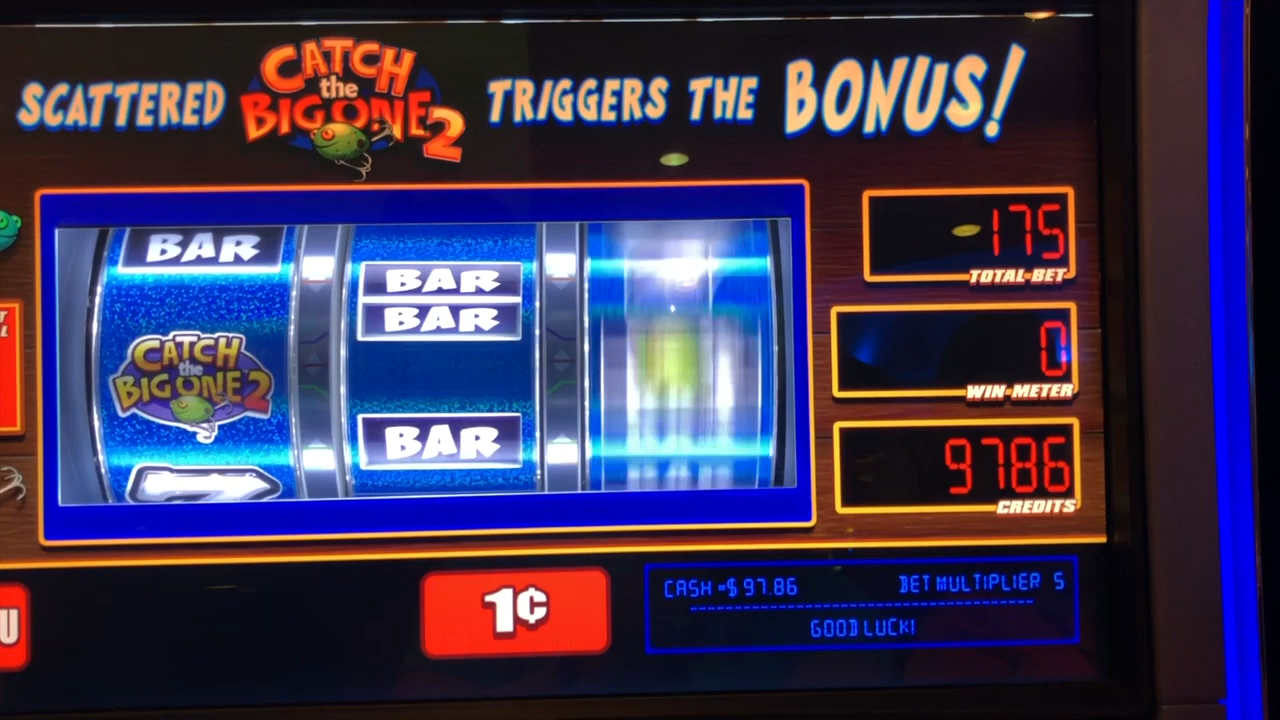 SCATTERED CATCH the BIG ONE 2 TRIGGERS THE BONUS!
BAR
BAR
BAR
CATCH the BIG ONE 2
BAR
175
TOTAL BET
0
WIN METER
9786
CREDITS
1¢
CASH =$ 97.86 BET MULTIPLIER 5
GOOD LUCK!
U